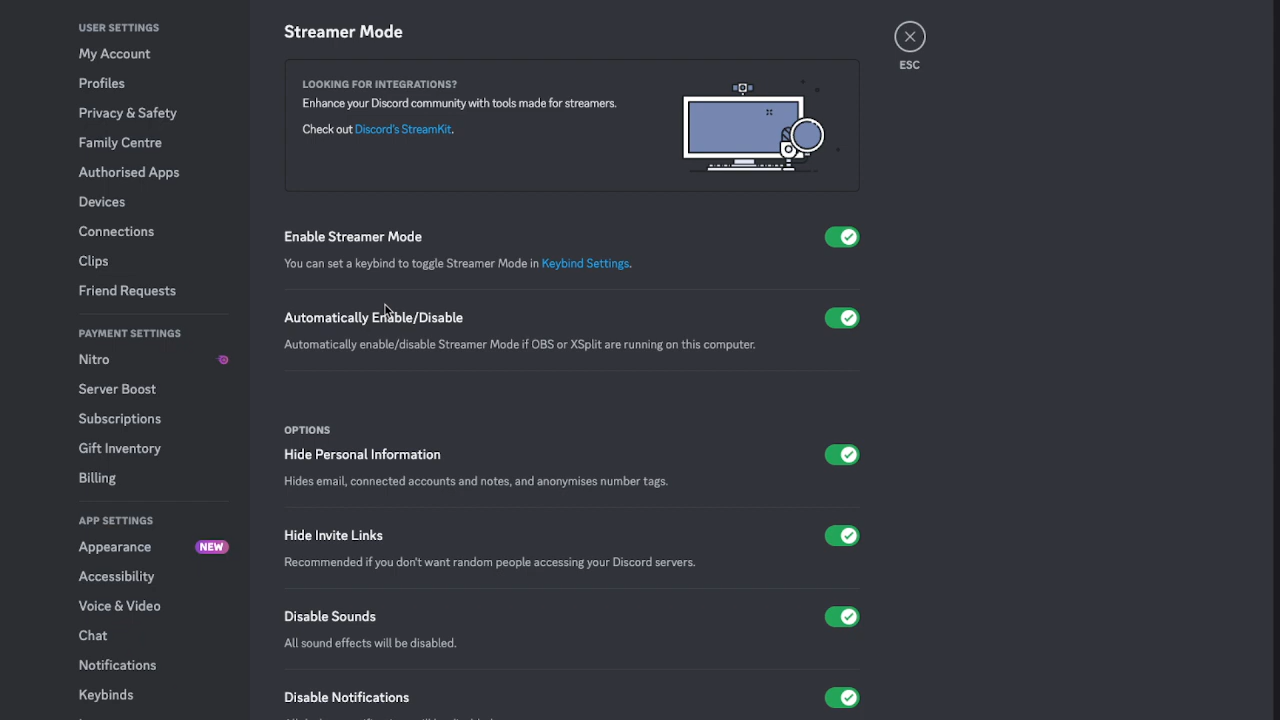 USER SETTINGS
My Account
Profiles
Privacy & Safety
Family Centre
Authorised Apps
Devices
Connections
Clips
Friend Requests
PAYMENT SETTINGS
Nitro
Server Boost
Subscriptions
Gift Inventory
Billing
APP SETTINGS
Appearance NEW
Accessibility
Voice & Video
Chat
Notifications
Keybinds
Streamer Mode
LOOKING FOR INTEGRATIONS?
Enhance your Discord community with tools made for streamers.
Check out Discord's StreamKit.
Enable Streamer Mode
You can set a keybind to toggle Streamer Mode in Keybind Settings.
Automatically Enable/Disable
Automatically enable/disable Streamer Mode if OBS or XSplit are running on this computer.
OPTIONS
Hide Personal Information
Hides email, connected accounts and notes, and anonymises number tags.
Hide Invite Links
Recommended if you don't want random people accessing your Discord servers.
Disable Sounds
All sound effects will be disabled.
Disable Notifications
ESC